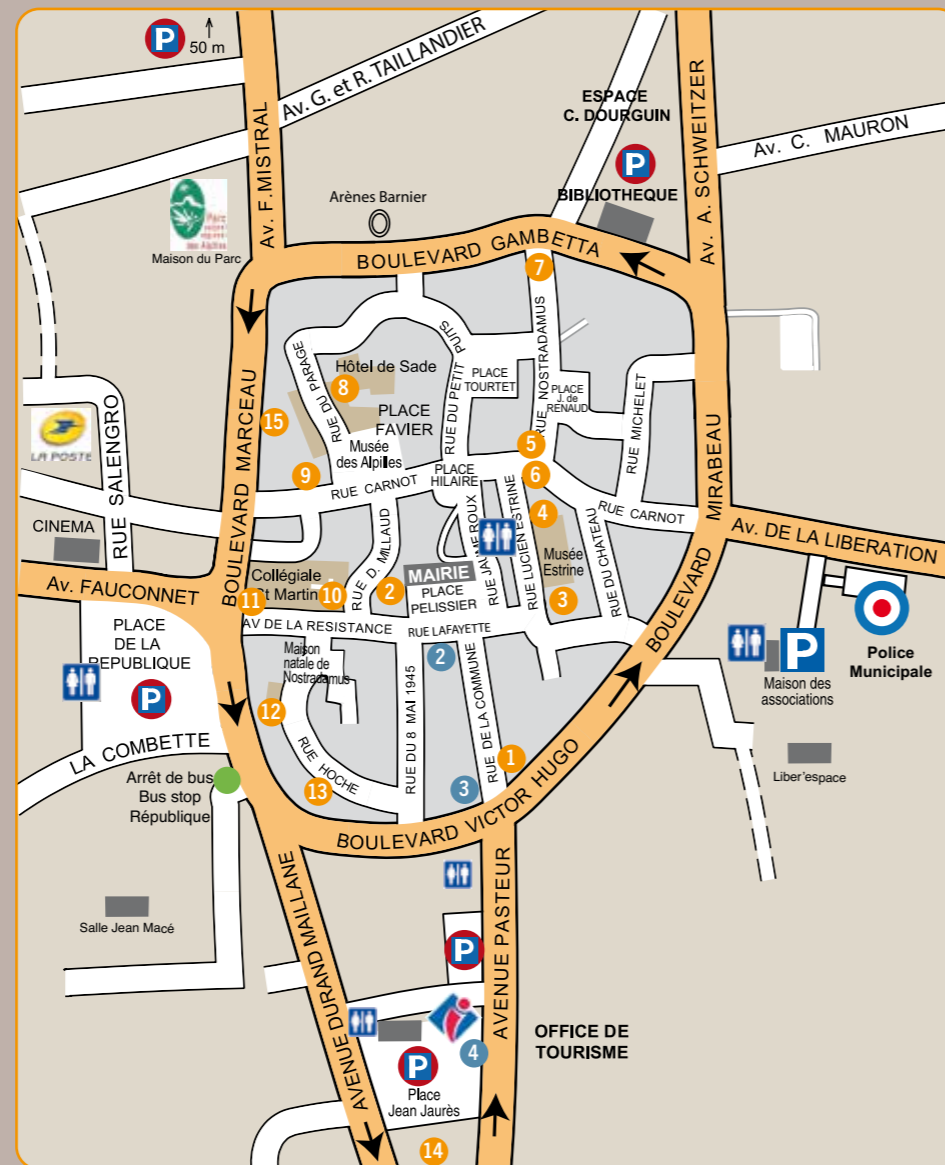 P
50 m
Av. G. et R. TAILLANDIER
ESPACE
C. DOURGUIN
P
BIBLIOTHEQUE
Av. F. MISTRAL
Av. A. SCHWEITZER
Av. C. MAURON
Arènes Barnier
Maison du Parc
BOULEVARD GAMBETTA
7
RUE DU PARAGE
Hôtel de Sade
8
RUE DU PETIT PUITS
PLACE
TOURTET
RUE NOSTRADAMUS
PLACE
J. de
RENAUD
RUE MICHELET
15
PLACE
FAVIER
Musée
des Alpilles
5
BOULEVARD MARCEAU
LA POSTE
RUE SALENGRO
9
RUE CARNOT
PLACE
HILAIRE
6
RUE CARNOT
BOULEVARD MIRABEAU
Av. DE LA LIBERATION
CINEMA
4
RUE LUCIEN ESTRINE
Musée
Estrine
RUE DU CHATEAU
RUE D. MILLAUD
MAIRIE
PLACE
PELISSIER
Av. FAUCONNET
Collégiale
St Martin
10
2
3
11
AV DE LA RESISTANCE
RUE LAFAYETTE
PLACE
DE LA
REPUBLIQUE
P
Maison
natale de
Nostradamus
2
P
Police
Municipale
Maison des
associations
12
RUE DU 8 MAI 1945
RUE DE LA COMMUNE
1
LA COMBETTE
RUE HOCHE
13
3
Liber'espace
Arrêt de bus
Bus stop
République
BOULEVARD VICTOR HUGO
Salle Jean Macé
AVENUE DURAND MAILLANE
P
AVENUE PASTEUR
OFFICE DE
TOURISME
4
P
Place
Jean Jaurès
14